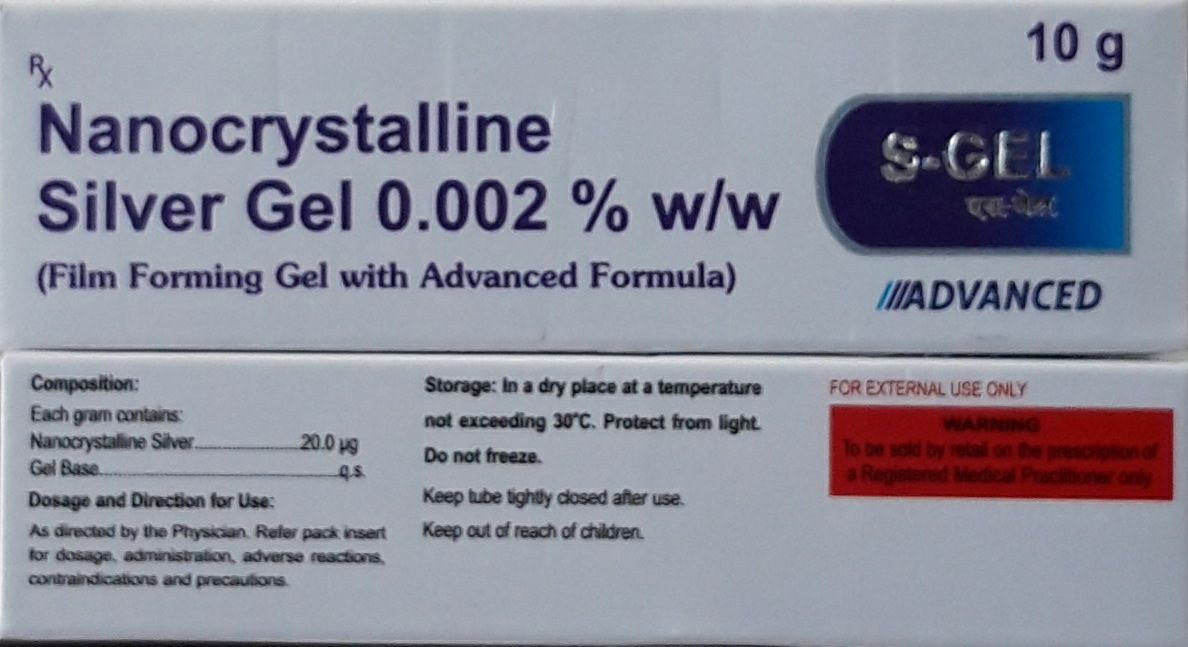 Rx
Nanocrystalline
Silver Gel 0.002 % w/w
(Film Forming Gel with Advanced Formula)
10 g
S-GEL
एस-जेल
ADVANCED
Composition:
Each gram contains:
Nanocrystalline Silver..............................20.0 µg
Gel Base......................................................q.s.
Dosage and Direction for Use:
As directed by the Physician. Refer pack insert
for dosage, administration, adverse reactions,
contraindications and precautions.
Storage: In a dry place at a temperature
not exceeding 30°C. Protect from light.
Do not freeze.
Keep tube tightly closed after use.
Keep out of reach of children.
FOR EXTERNAL USE ONLY
WARNING
To be sold by retail on the prescription of
a Registered Medical Practitioner only